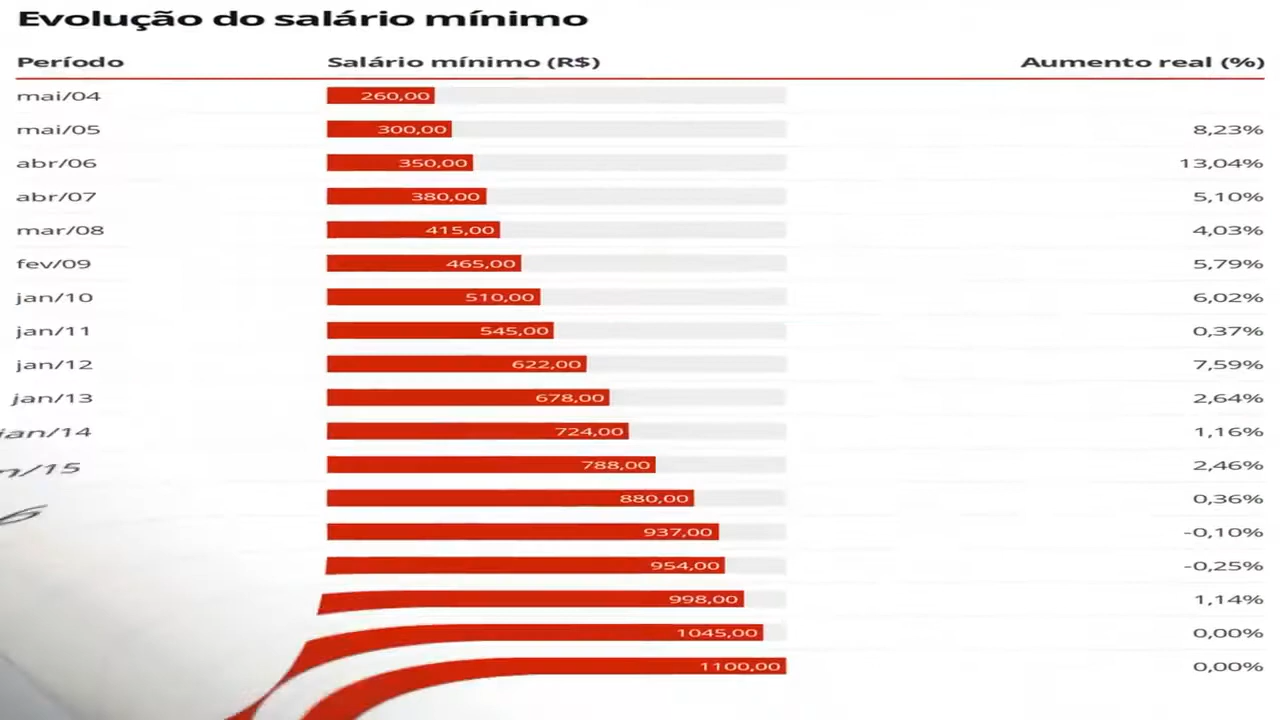 Evolução do salário mínimo
Período Salário mínimo (R$) Aumento real (%)
mai/04 260,00
mai/05 300,00 8,23%
abr/06 350,00 13,04%
abr/07 380,00 5,10%
mar/08 415,00 4,03%
fev/09 465,00 5,79%
jan/10 510,00 6,02%
jan/11 545,00 0,37%
jan/12 622,00 7,59%
jan/13 678,00 2,64%
jan/14 724,00 1,16%
n/15 788,00 2,46%
6 880,00 0,36%
937,00 -0,10%
954,00 -0,25%
998,00 1,14%
1045,00 0,00%
1100,00 0,00%